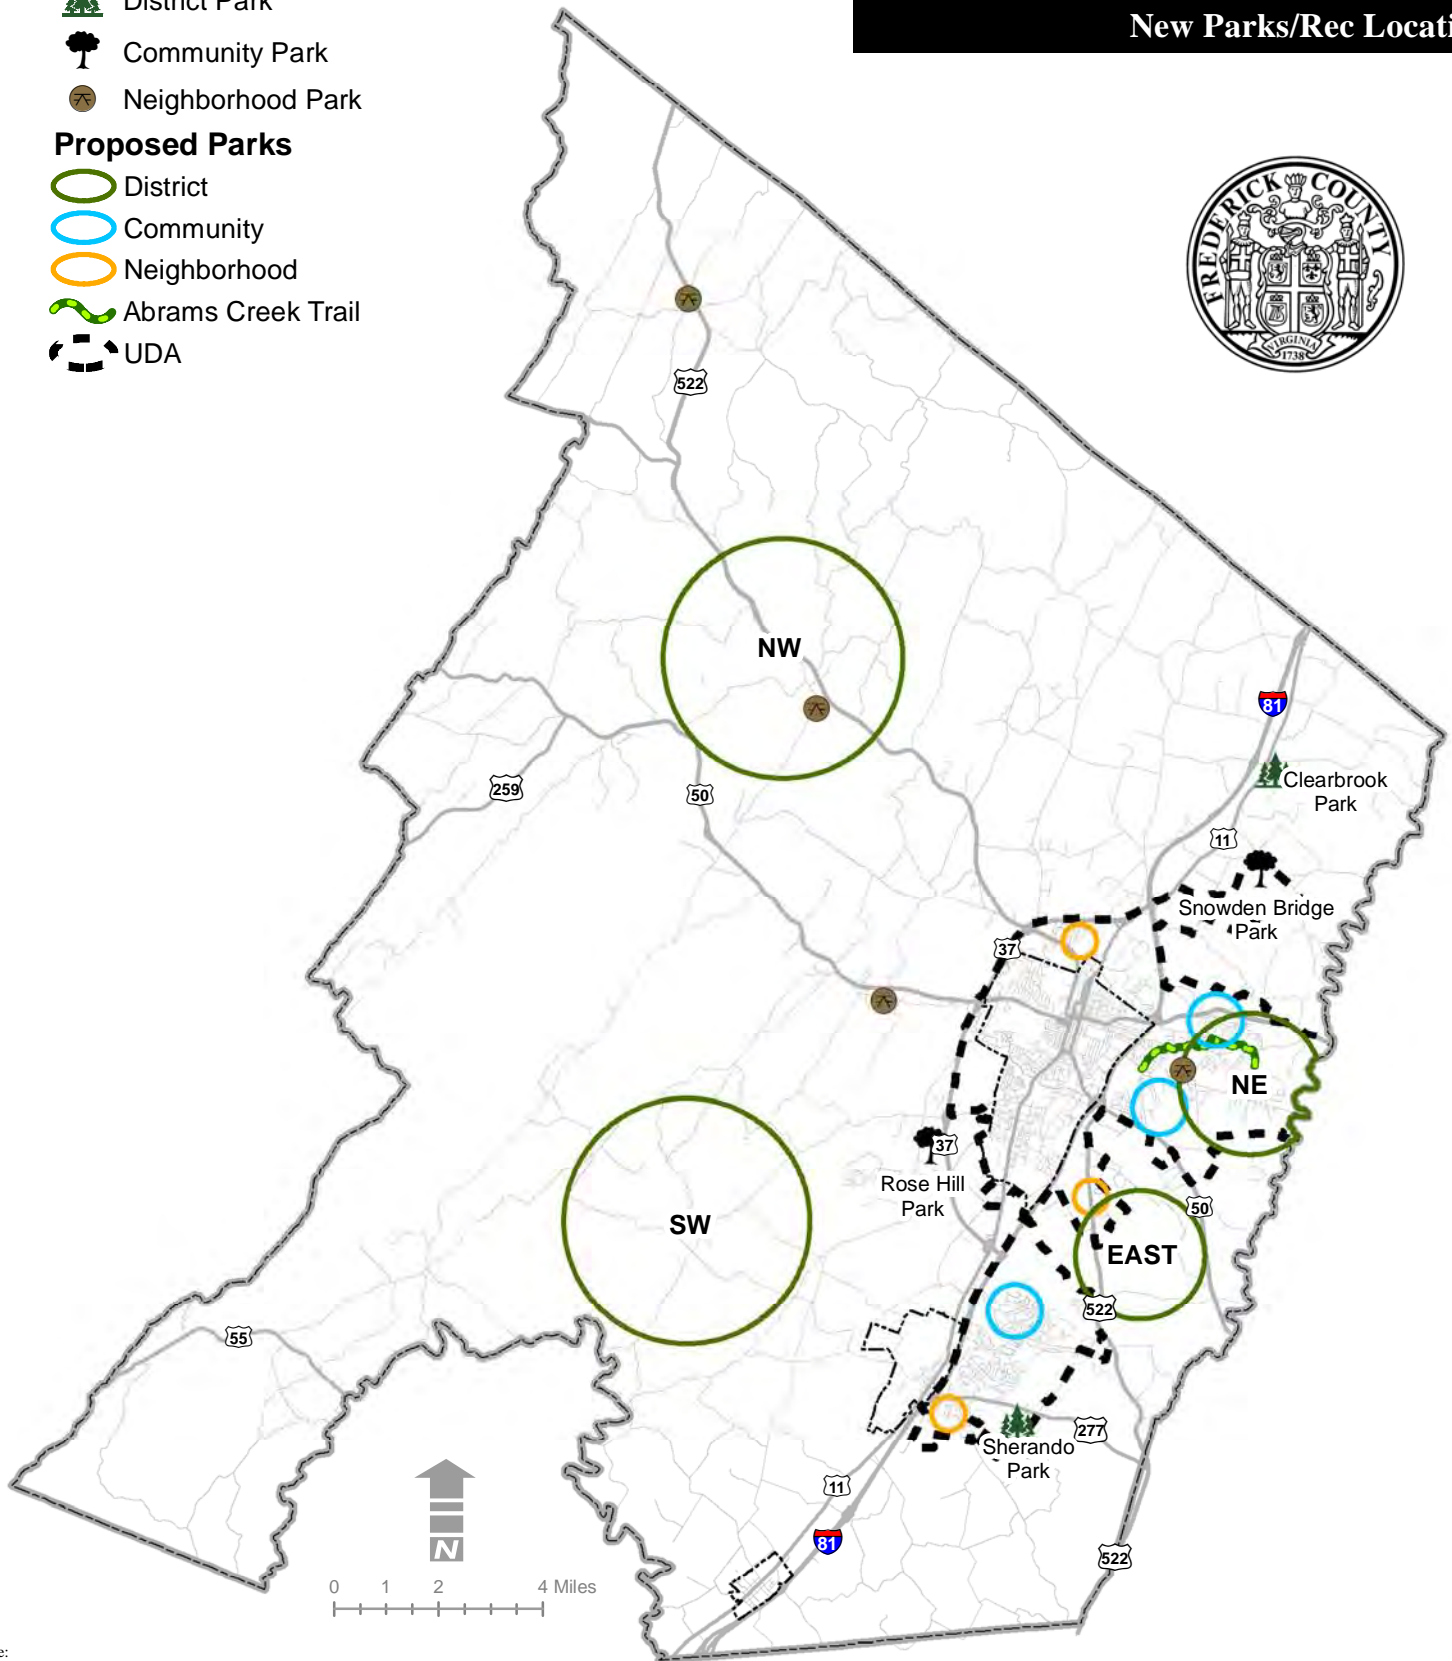 District Park
Community Park
Neighborhood Park
Proposed Parks
District
Community
Neighborhood
Abrams Creek Trail
UDA
New Parks/Rec Locati
FREDERICK COUNTY
VIRGINIA
1738
522
NW
81
Clearbrook
Park
259
50
11
Snowden Bridge
Park
37
NE
37
Rose Hill
Park
50
SW
EAST
522
55
277
Sherando
Park
11
81
522
N
0 1 2 4 Miles
e: